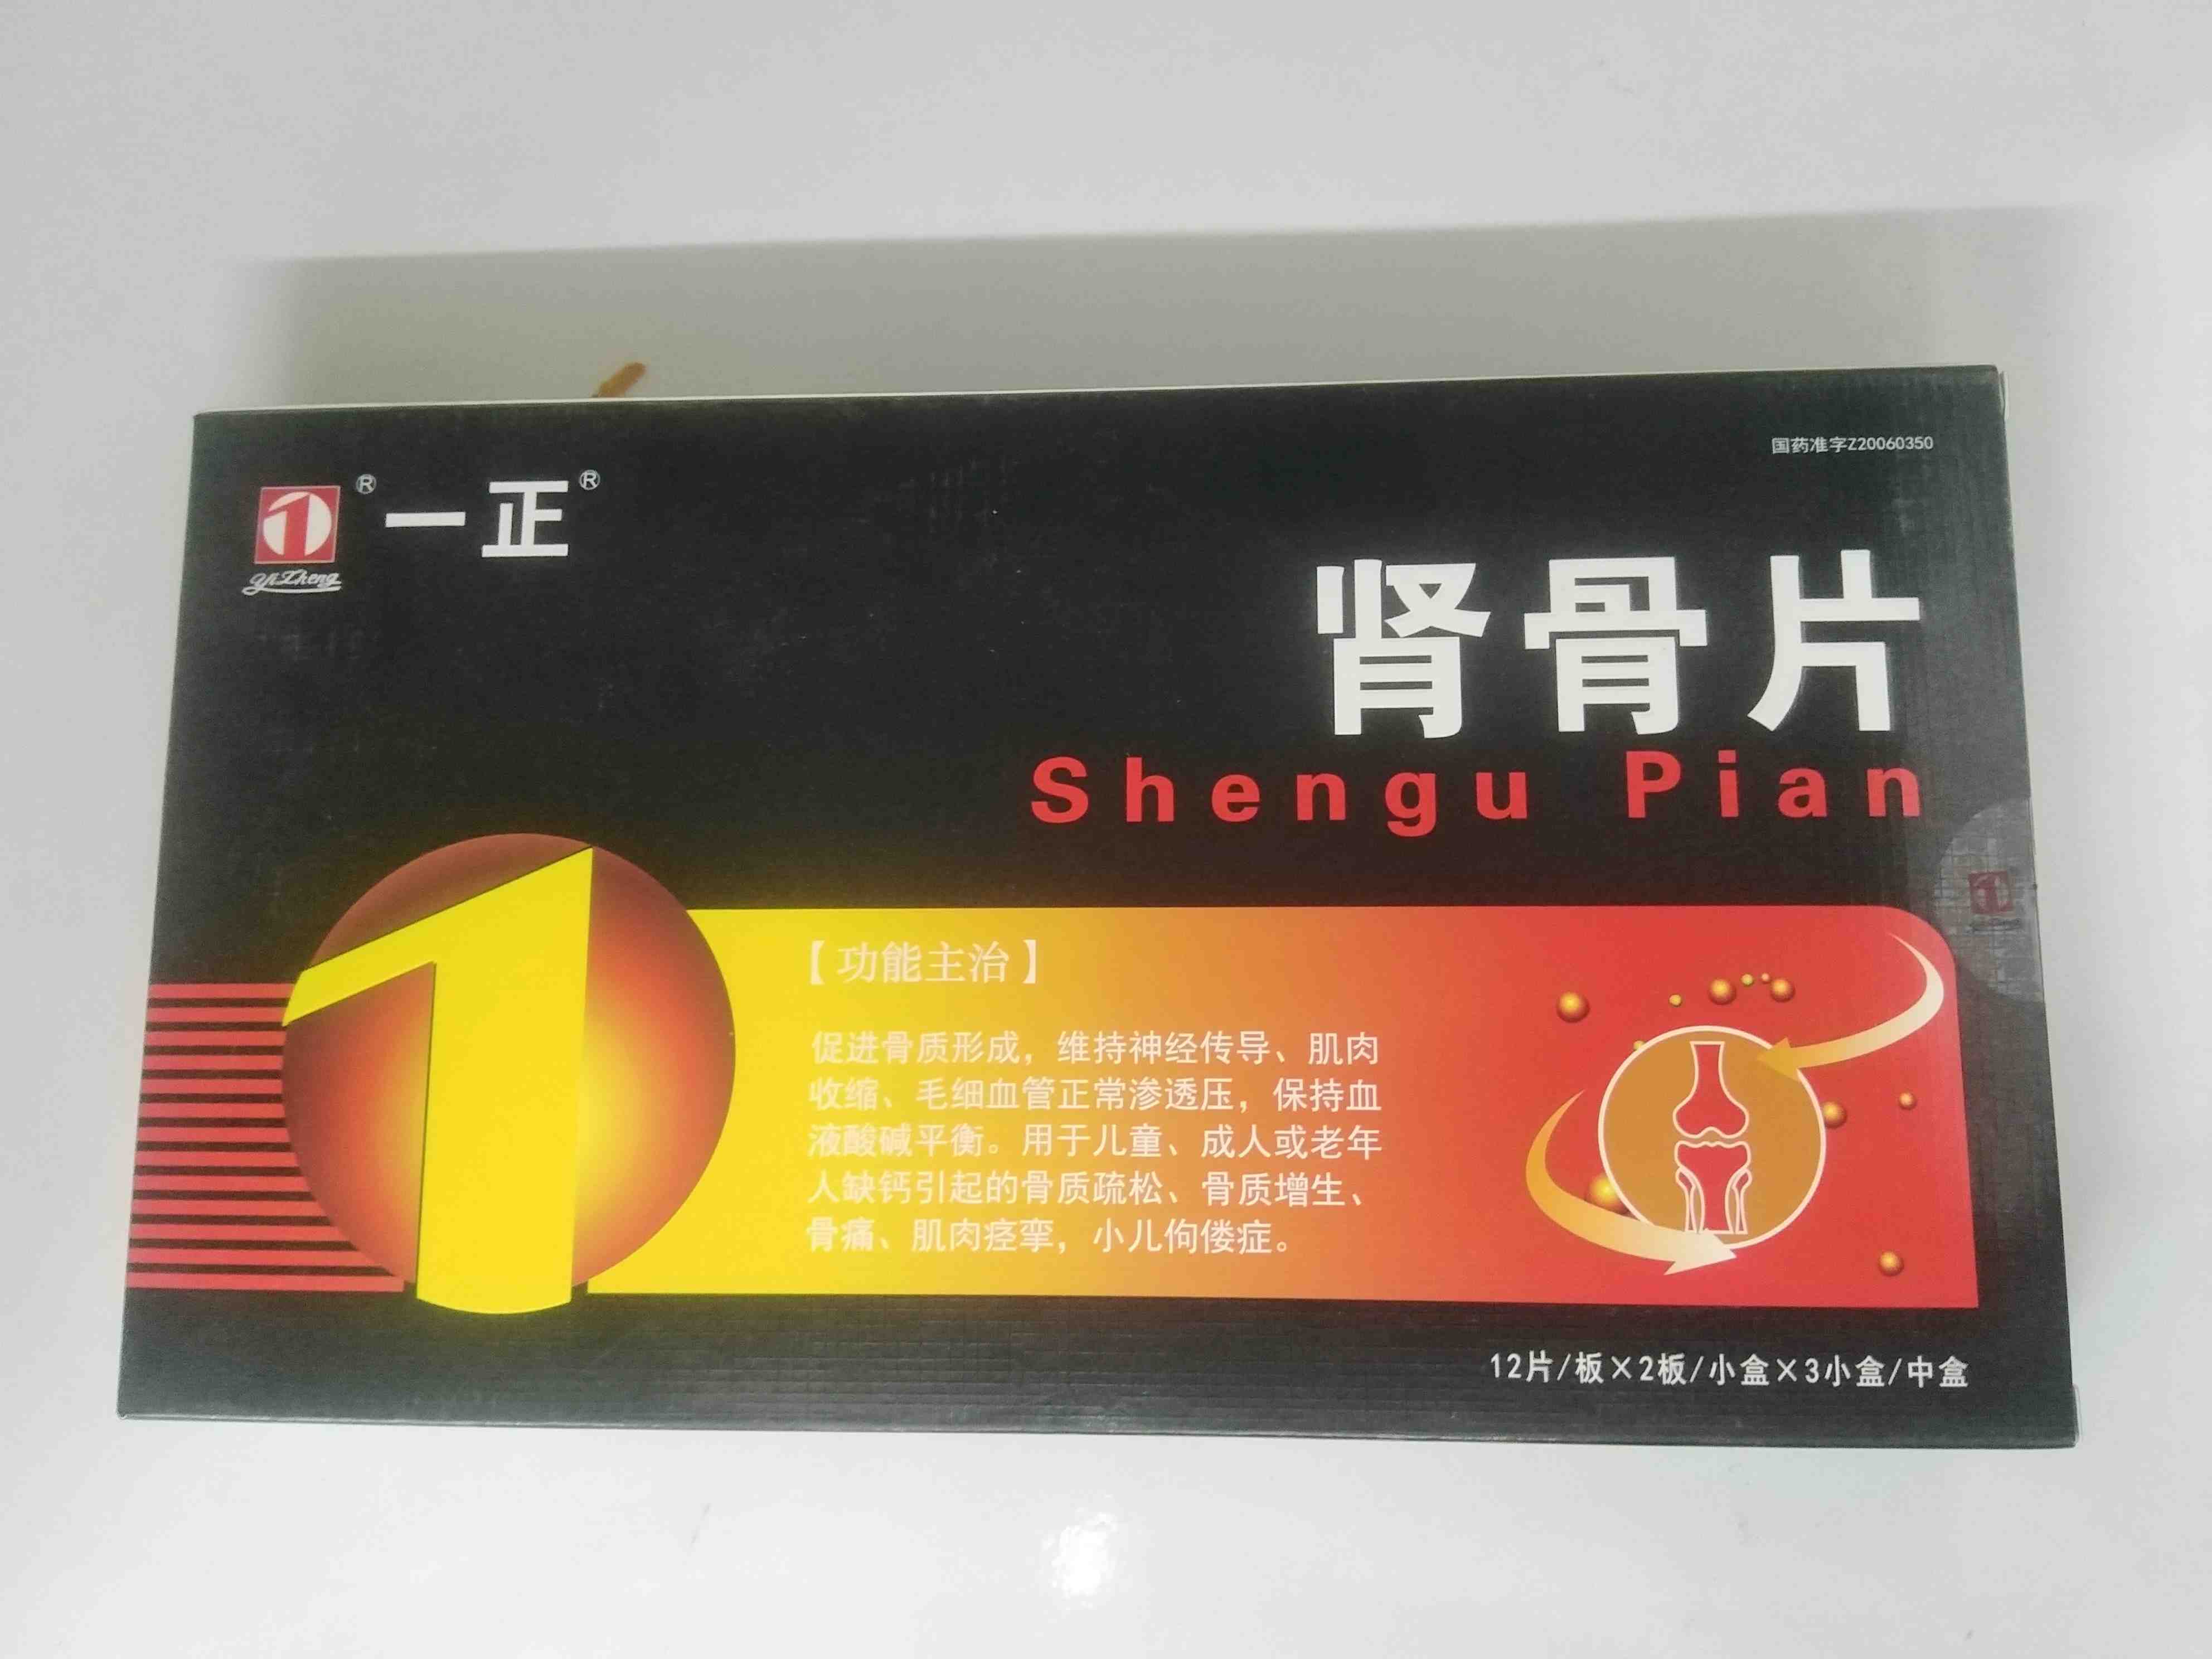 国药准字Z20060350
® 一正®
YiZheng
肾骨片
Shengu Pian
【功能主治】
促进骨质形成，维持神经传导、肌肉
收缩、毛细血管正常渗透压，保持血
液酸碱平衡。用于儿童、成人或老年
人缺钙引起的骨质疏松、骨质增生、
骨痛、肌肉痉挛，小儿佝偻症。
12片/板×2板/小盒×3小盒/中盒